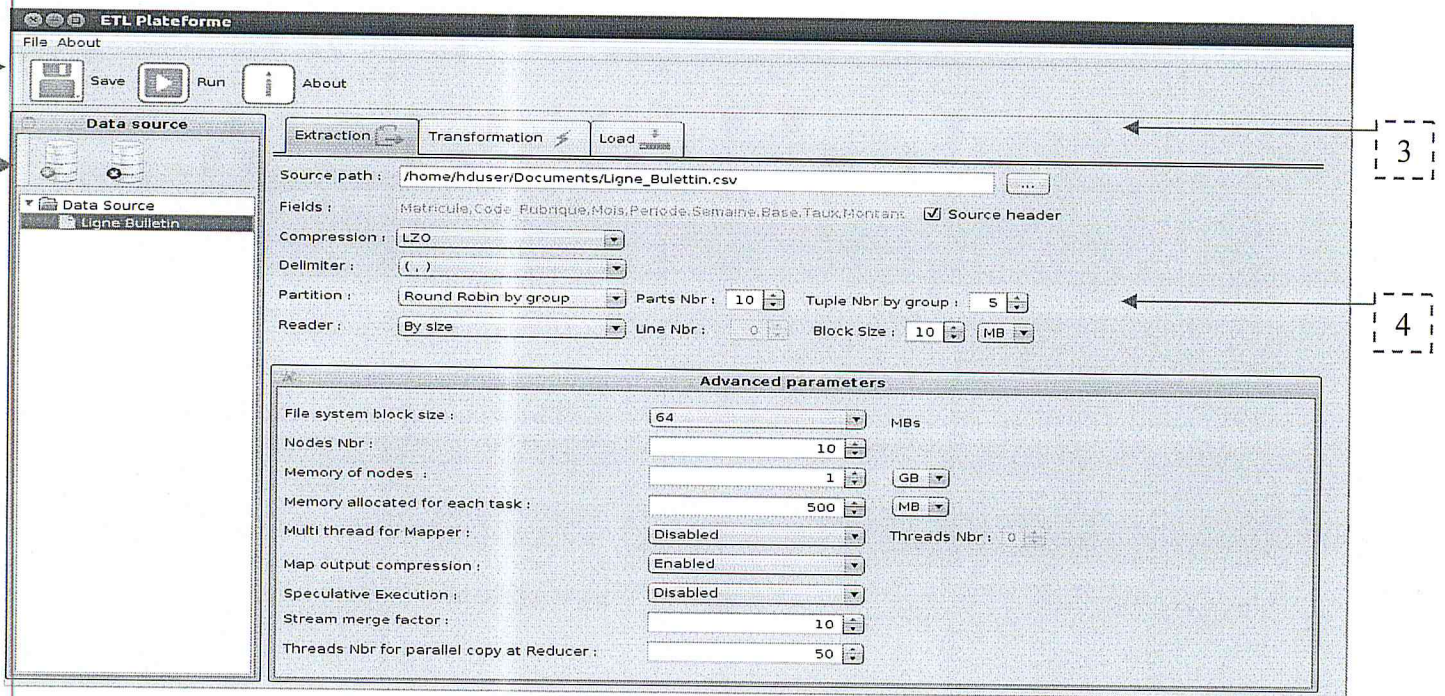 ETL Plateforme
File About
Save Run About
Data source
Extraction Transformation Load
3
Source path : /home/hduser/Documents/Ligne_Bulettin.csv ...
Data Source
Fields : Matricule,Code_Rubrique,Mois,Periode,Semaine,Base,Taux,Montant Source header
Ligne Bulletin
Compression : LZO
Delimiter : ( , )
Partition : Round Robin by group Parts Nbr : 10 Tuple Nbr by group : 5
4
Reader : By size Line Nbr : 0 Block Size : 10 MB
Advanced parameters
File system block size : 64 MBs
Nodes Nbr : 10
Memory of nodes : 1 GB
Memory allocated for each task : 500 MB
Multi thread for Mapper : Disabled Threads Nbr : 0
Map output compression : Enabled
Speculative Execution : Disabled
Stream merge factor : 10
Threads Nbr for parallel copy at Reducer : 50